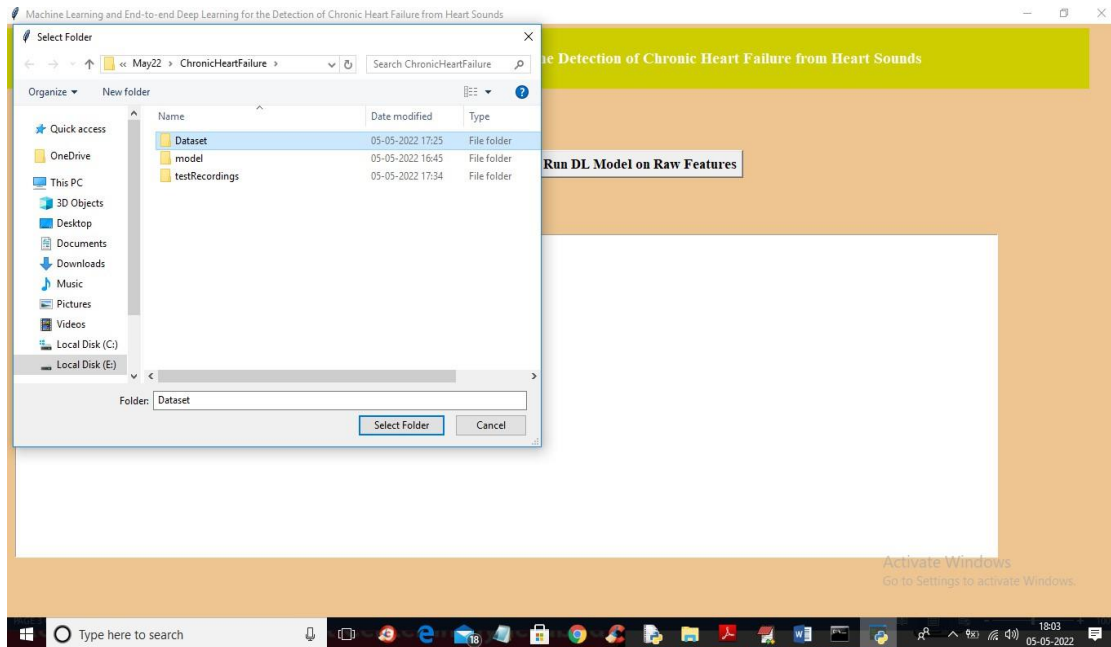 Machine Learning and End-to-end Deep Learning for the Detection of Chronic Heart Failure from Heart Sounds
Select Folder
« May22 › ChronicHeartFailure ›
Search ChronicHeartFailure
Detection of Chronic Heart Failure from Heart Sounds
Organize
New folder
Name
Date modified
Type
Quick access
OneDrive
This PC
3D Objects
Desktop
Documents
Downloads
Music
Pictures
Videos
Local Disk (C:)
Local Disk (E:)
Dataset 05-05-2022 17:25 File folder
model 05-05-2022 16:45 File folder
testRecordings 05-05-2022 17:34 File folder
Run DL Model on Raw Features
Folder: Dataset
Select Folder
Cancel
Activate Windows
Go to Settings to activate Windows.
Type here to search
18
18:03
05-05-2022